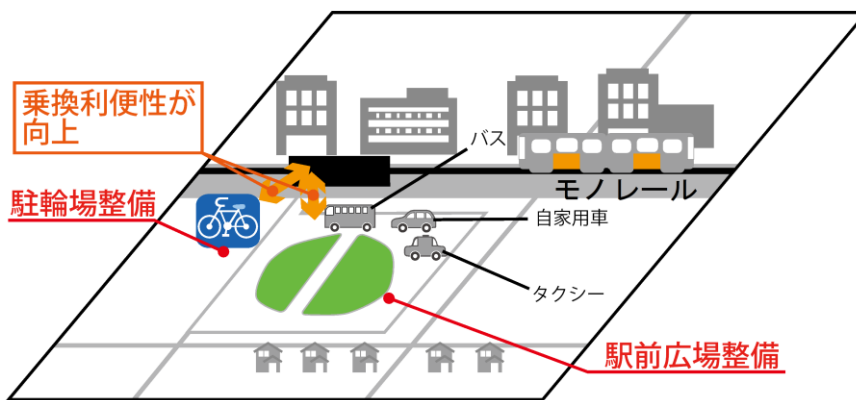 乗換利便性が
向上
バス
モノレール
駐輪場整備
自家用車
タクシー
駅前広場整備